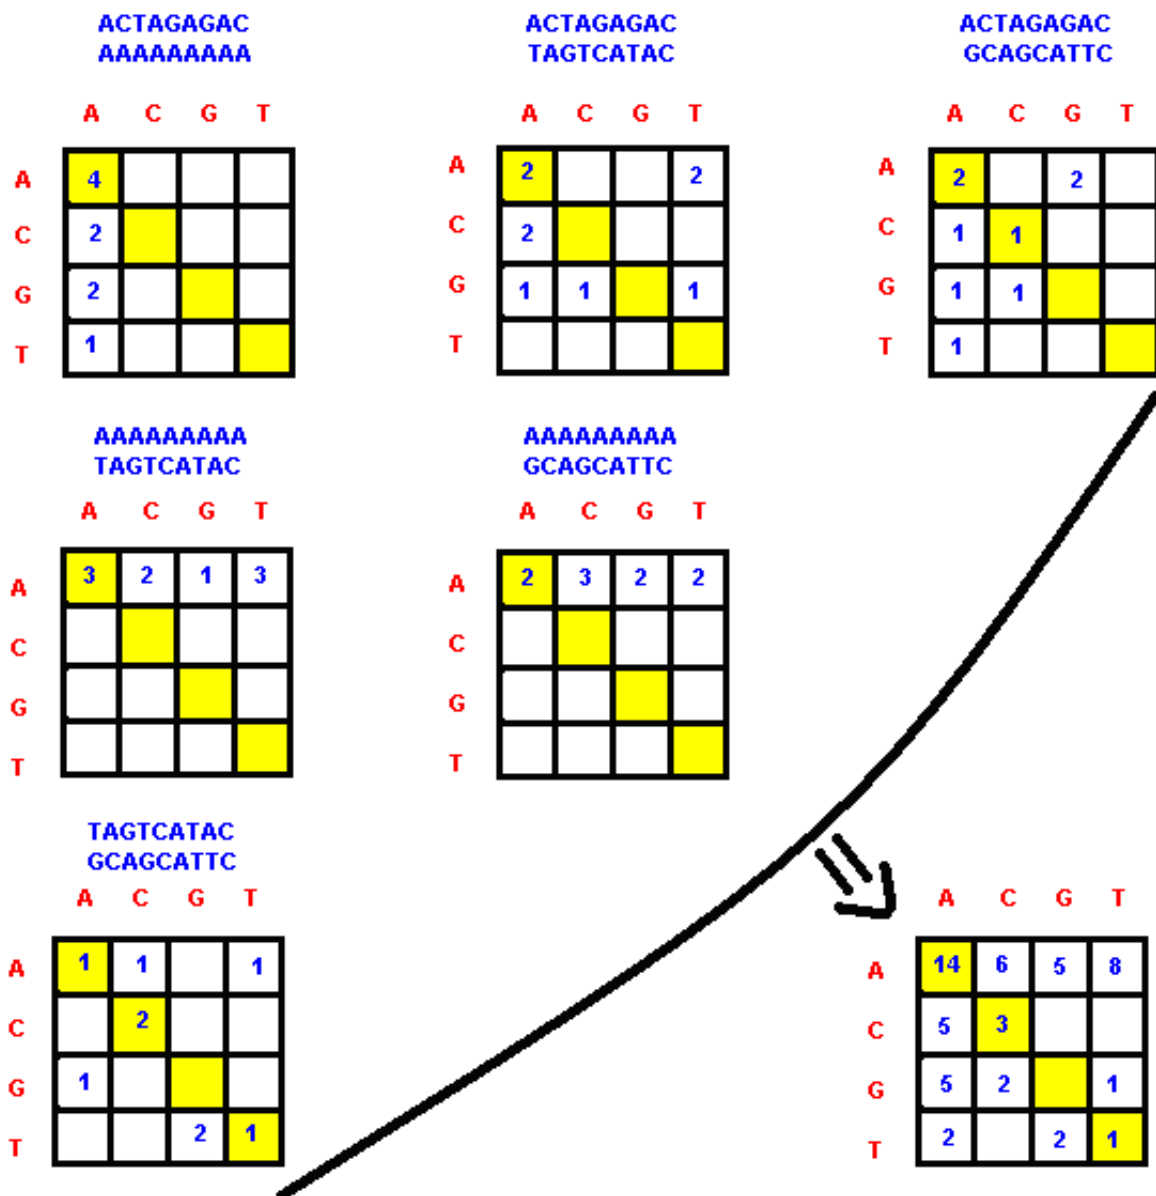 ACTAGAGAC
AAAAAAAAA
A C G T
A 4
C 2
G 2
T 1
ACTAGAGAC
TAGTCATAC
A C G T
A 2 2
C 2
G 1 1 1
T
ACTAGAGAC
GCAGCATTC
A C G T
A 2 2
C 1 1
G 1 1
T 1
AAAAAAAAA
TAGTCATAC
A C G T
A 3 2 1 3
C
G
T
AAAAAAAAA
GCAGCATTC
A C G T
A 2 3 2 2
C
G
T
TAGTCATAC
GCAGCATTC
A C G T
A 1 1 1
C 2
G 1
T 2 1
A C G T
A 14 6 5 8
C 5 3
G 5 2 1
T 2 2 1